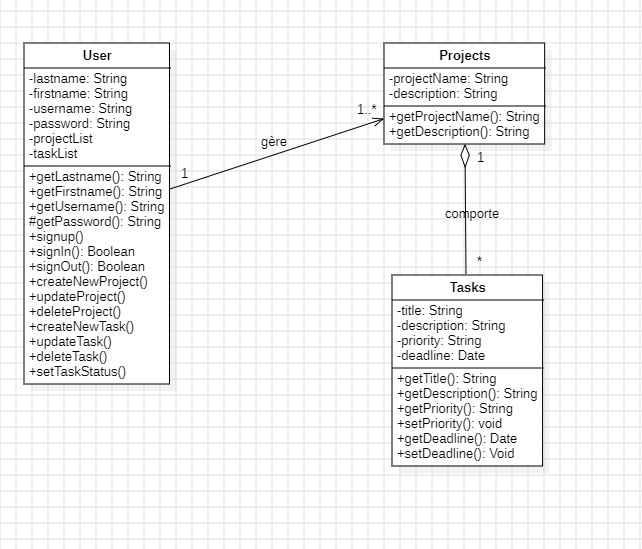 User
-lastname: String
-firstname: String
-username: String
-password: String
-projectList
-taskList
+getLastname(): String
+getFirstname(): String
+getUsername(): String
#getPassword(): String
+signup()
+signIn(): Boolean
+signOut(): Boolean
+createNewProject()
+updateProject()
+deleteProject()
+createNewTask()
+updateTask()
+deleteTask()
+setTaskStatus()
1
gère
1..*
Projects
-projectName: String
-description: String
+getProjectName(): String
+getDescription(): String
1
comporte
*
Tasks
-title: String
-description: String
-priority: String
-deadline: Date
+getTitle(): String
+getDescription(): String
+getPriority(): String
+setPriority(): void
+getDeadline(): Date
+setDeadline(): Void